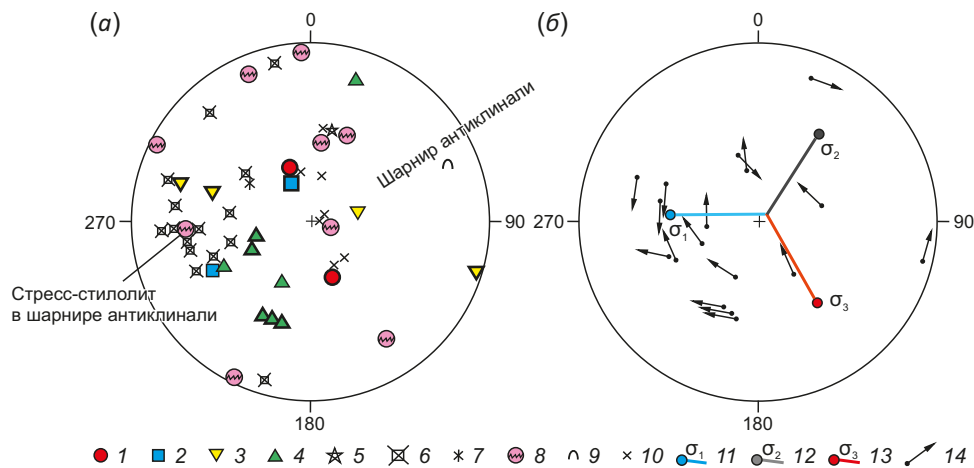 (а)
0
(б)
0
Шарнир антиклинали
σ₂
270
90
270
90
σ₁
Стресс-стилолит
в шарнире антиклинали
σ₃
180
180
1 2 3 4 5 6 7 8 9 10 σ₁ 11 σ₂ 12 σ₃ 13 14